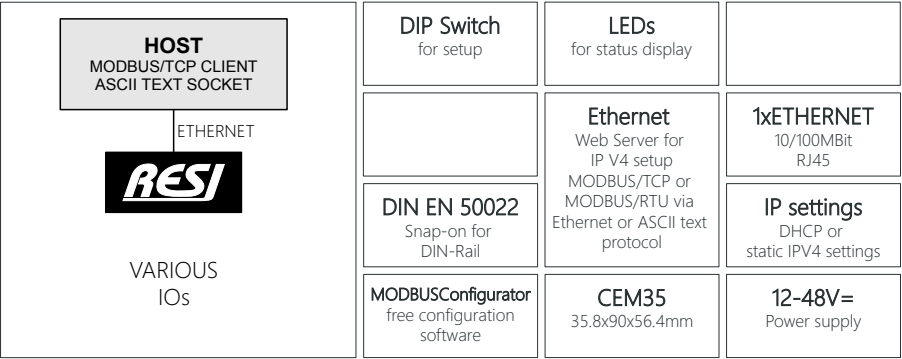 HOST
MODBUS/TCP CLIENT
ASCII TEXT SOCKET
ETHERNET
RESI
VARIOUS
IOs
DIP Switch
for setup
LEDs
for status display
Ethernet
Web Server for
IP V4 setup
MODBUS/TCP or
MODBUS/RTU via
Ethernet or ASCII text
protocol
1xETHERNET
10/100MBit
RJ45
DIN EN 50022
Snap-on for
DIN-Rail
IP settings
DHCP or
static IPV4 settings
MODBUSConfigurator
free configuration
software
CEM35
35.8x90x56.4mm
12-48V=
Power supply